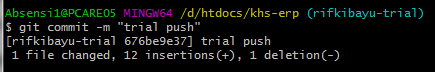 Absensi1@PCARE05 MINGW64 /d/htdocs/khs-erp (rifkibayu-trial)
$ git commit -m "trial push"
[rifkibayu-trial 676be9e37] trial push
1 file changed, 12 insertions(+), 1 deletion(-)